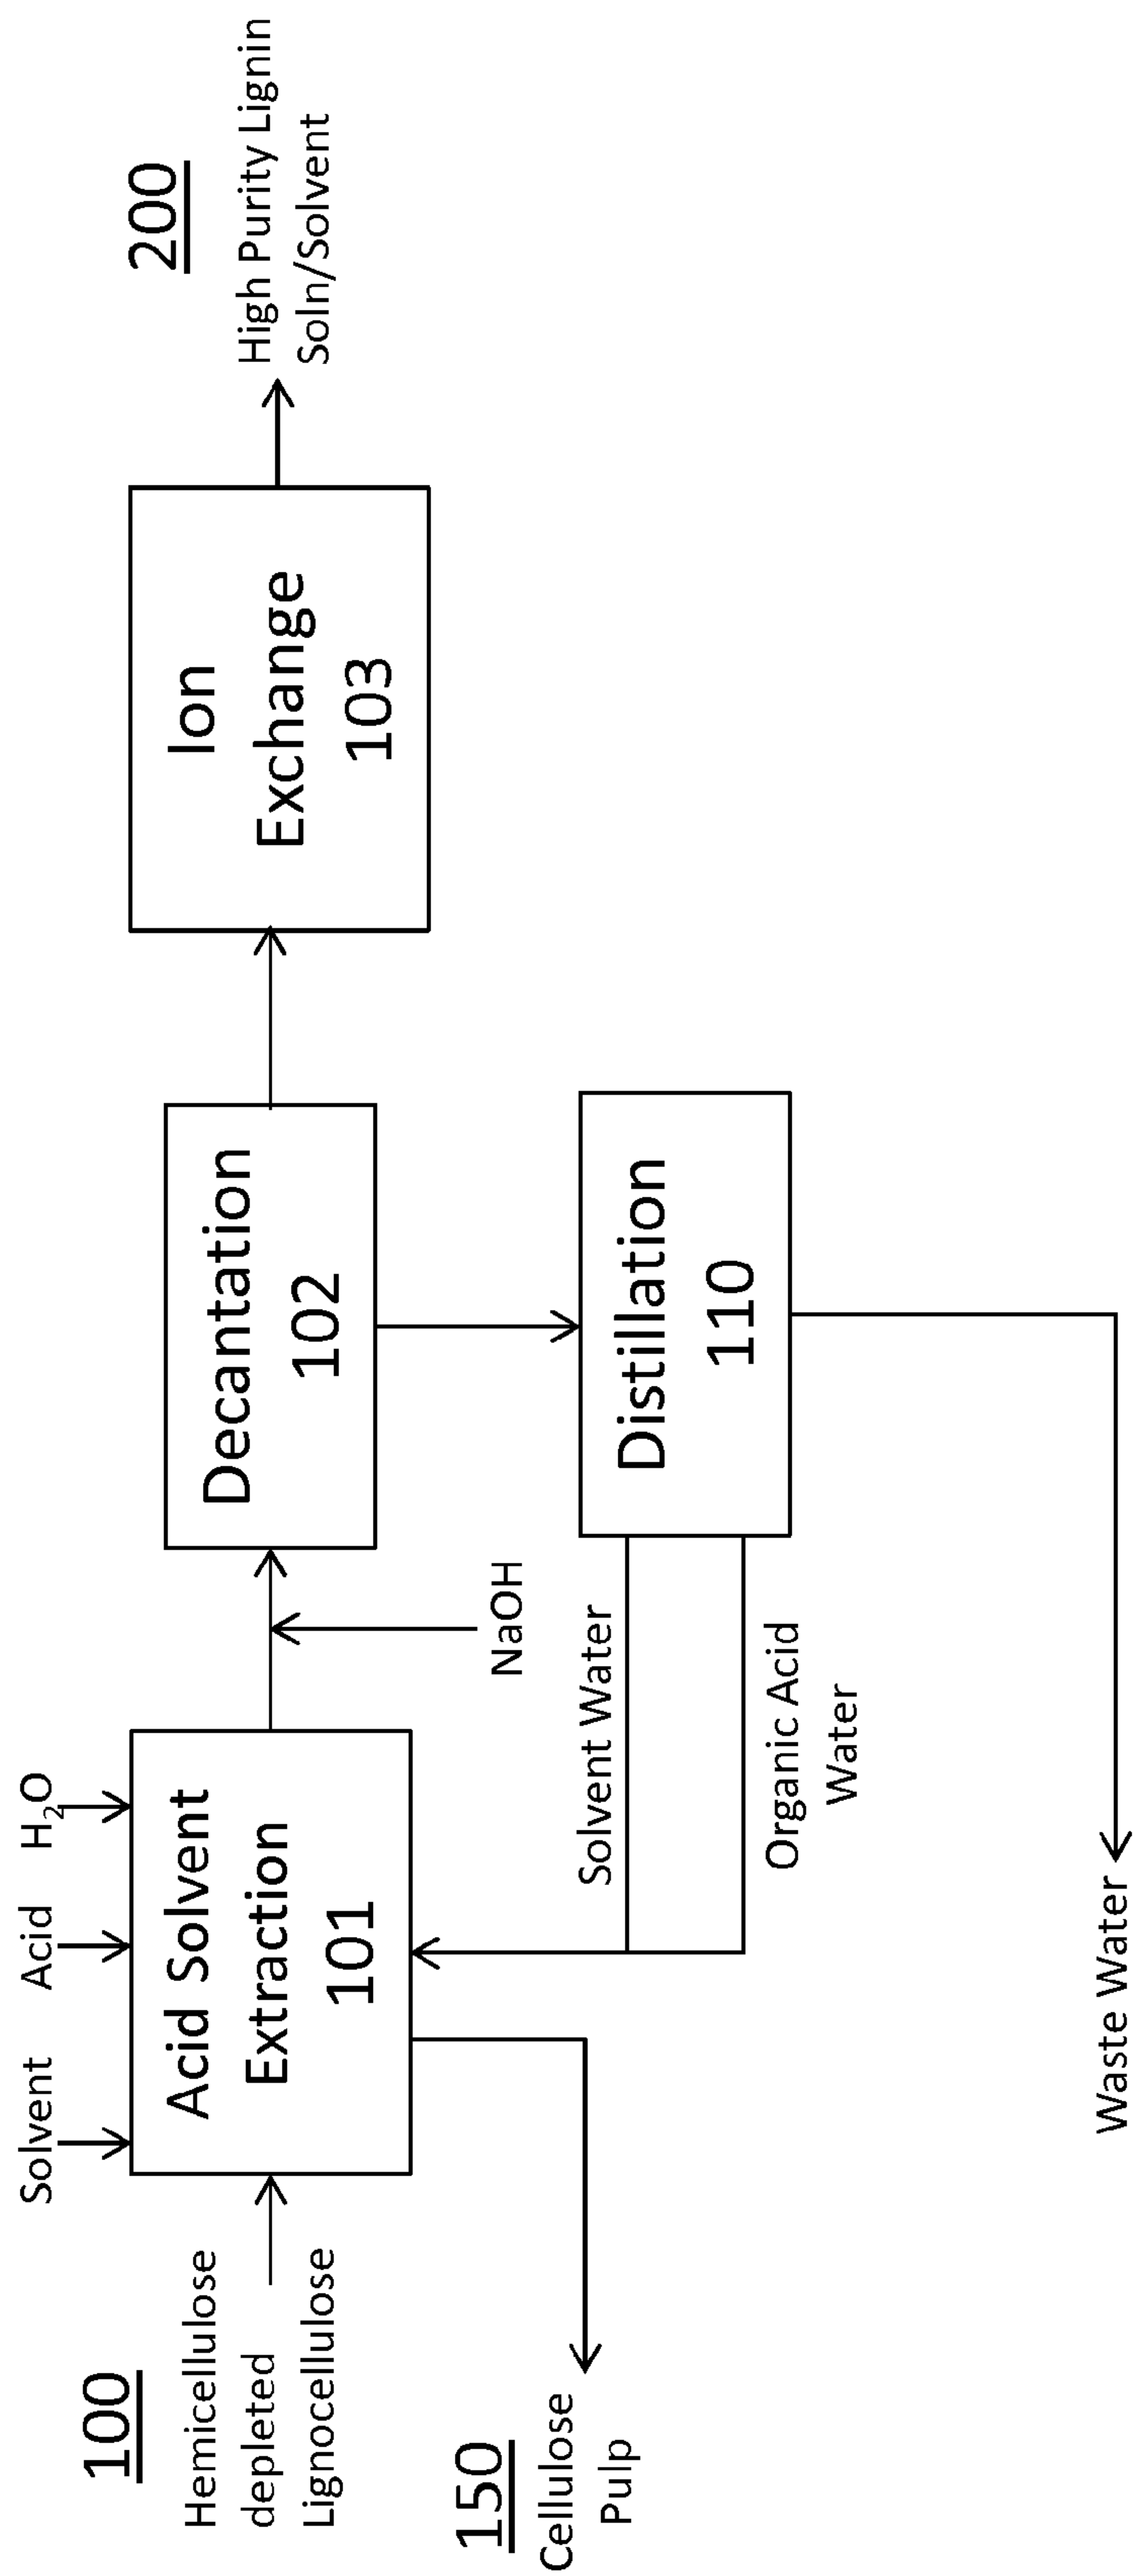 100
Hemicellulose
depleted
Lignocellulose
Solvent
Acid
H₂O
Acid Solvent
Extraction
101
150
Cellulose
Pulp
NaOH
Decantation
102
Ion
Exchange
103
200
High Purity Lignin
Soln/Solvent
Solvent Water
Organic Acid
Water
Distillation
110
Waste Water